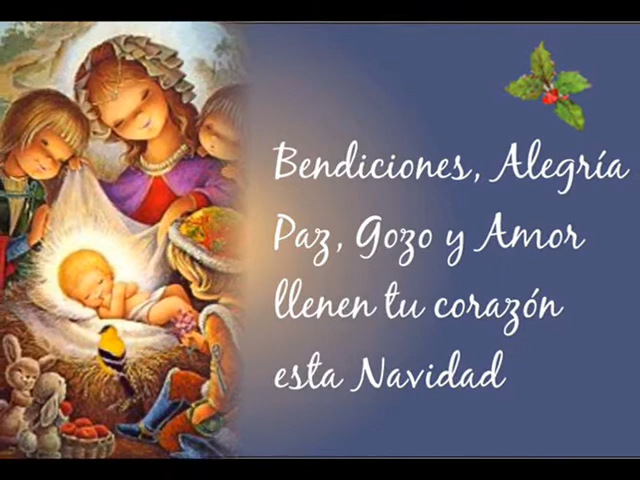 Bendiciones, Alegría
Paz, Gozo y Amor
llenen tu corazón
esta Navidad